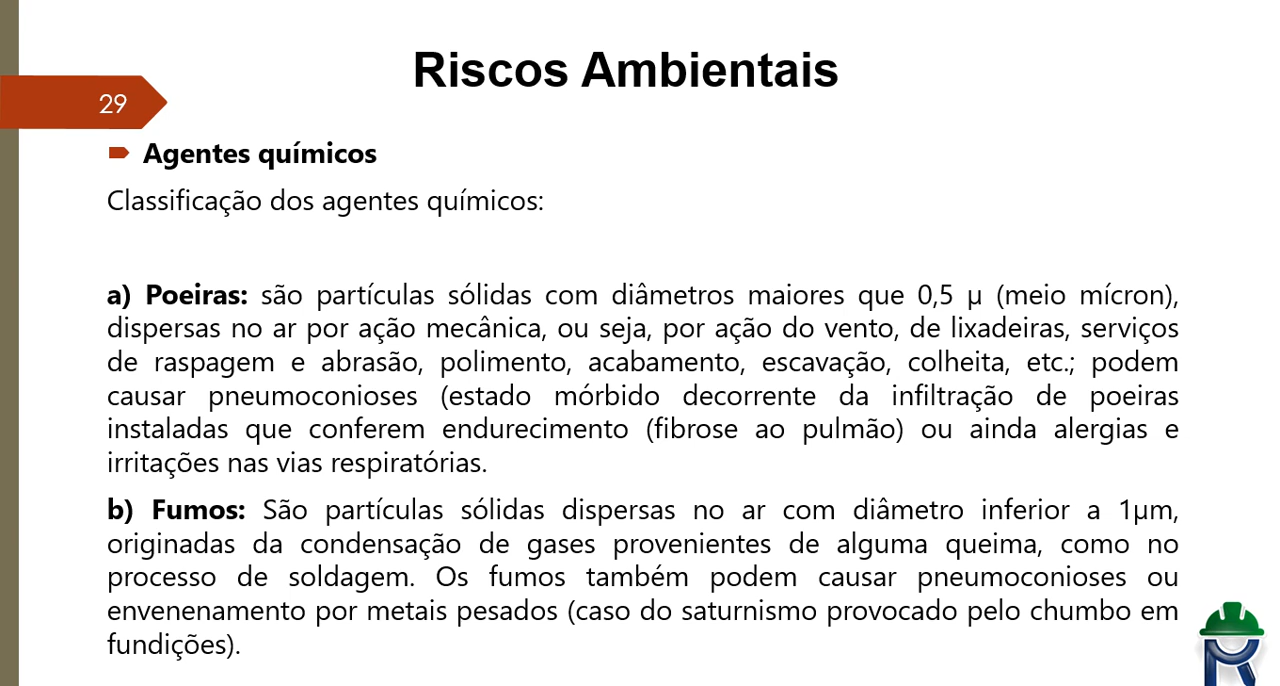 Riscos Ambientais
29
Agentes químicos
Classificação dos agentes químicos:
a) Poeiras: são partículas sólidas com diâmetros maiores que 0,5 µ (meio mícron),
dispersas no ar por ação mecânica, ou seja, por ação do vento, de lixadeiras, serviços
de raspagem e abrasão, polimento, acabamento, escavação, colheita, etc.; podem
causar pneumoconioses (estado mórbido decorrente da infiltração de poeiras
instaladas que conferem endurecimento (fibrose ao pulmão) ou ainda alergias e
irritações nas vias respiratórias.
b) Fumos: São partículas sólidas dispersas no ar com diâmetro inferior a 1µm,
originadas da condensação de gases provenientes de alguma queima, como no
processo de soldagem. Os fumos também podem causar pneumoconioses ou
envenenamento por metais pesados (caso do saturnismo provocado pelo chumbo em
fundições).